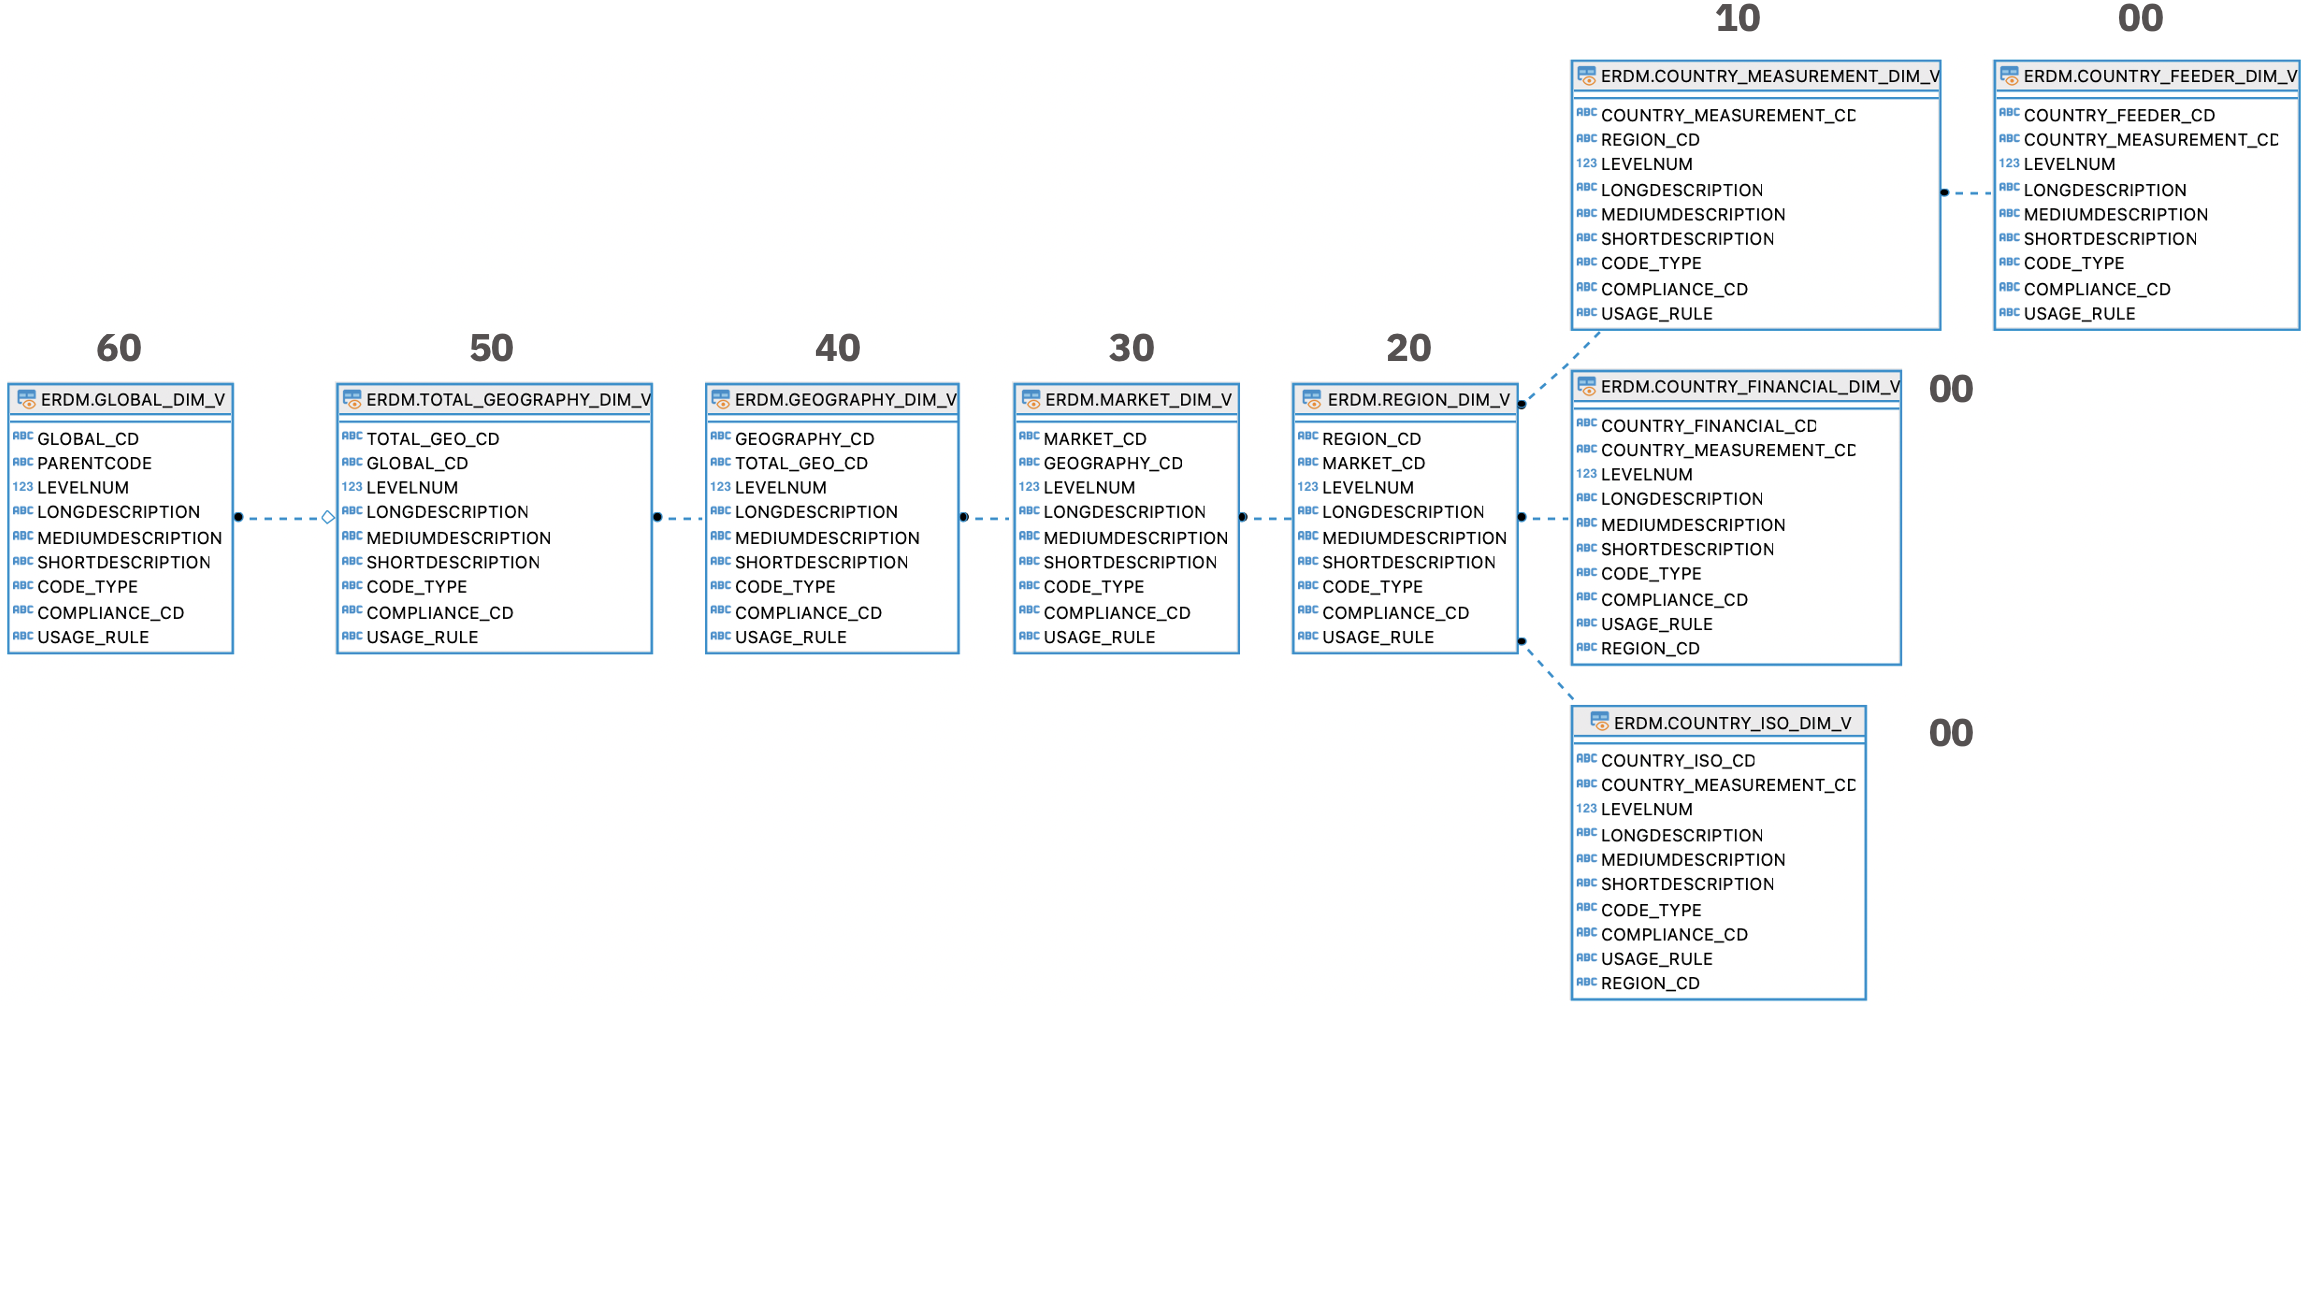 10
00
ERDM.COUNTRY_MEASUREMENT_DIM_V
ABC COUNTRY_MEASUREMENT_CD
ABC REGION_CD
123 LEVELNUM
ABC LONGDESCRIPTION
ABC MEDIUMDESCRIPTION
ABC SHORTDESCRIPTION
ABC CODE_TYPE
ABC COMPLIANCE_CD
ABC USAGE_RULE
ERDM.COUNTRY_FEEDER_DIM_V
ABC COUNTRY_FEEDER_CD
ABC COUNTRY_MEASUREMENT_CD
123 LEVELNUM
ABC LONGDESCRIPTION
ABC MEDIUMDESCRIPTION
ABC SHORTDESCRIPTION
ABC CODE_TYPE
ABC COMPLIANCE_CD
ABC USAGE_RULE
60
50
40
30
20
ERDM.GLOBAL_DIM_V
ABC GLOBAL_CD
ABC PARENTCODE
123 LEVELNUM
ABC LONGDESCRIPTION
ABC MEDIUMDESCRIPTION
ABC SHORTDESCRIPTION
ABC CODE_TYPE
ABC COMPLIANCE_CD
ABC USAGE_RULE
ERDM.TOTAL_GEOGRAPHY_DIM_V
ABC TOTAL_GEO_CD
ABC GLOBAL_CD
123 LEVELNUM
ABC LONGDESCRIPTION
ABC MEDIUMDESCRIPTION
ABC SHORTDESCRIPTION
ABC CODE_TYPE
ABC COMPLIANCE_CD
ABC USAGE_RULE
ERDM.GEOGRAPHY_DIM_V
ABC GEOGRAPHY_CD
ABC TOTAL_GEO_CD
123 LEVELNUM
ABC LONGDESCRIPTION
ABC MEDIUMDESCRIPTION
ABC SHORTDESCRIPTION
ABC CODE_TYPE
ABC COMPLIANCE_CD
ABC USAGE_RULE
ERDM.MARKET_DIM_V
ABC MARKET_CD
ABC GEOGRAPHY_CD
123 LEVELNUM
ABC LONGDESCRIPTION
ABC MEDIUMDESCRIPTION
ABC SHORTDESCRIPTION
ABC CODE_TYPE
ABC COMPLIANCE_CD
ABC USAGE_RULE
ERDM.REGION_DIM_V
ABC REGION_CD
ABC MARKET_CD
123 LEVELNUM
ABC LONGDESCRIPTION
ABC MEDIUMDESCRIPTION
ABC SHORTDESCRIPTION
ABC CODE_TYPE
ABC COMPLIANCE_CD
ABC USAGE_RULE
ERDM.COUNTRY_FINANCIAL_DIM_V
00
ABC COUNTRY_FINANCIAL_CD
ABC COUNTRY_MEASUREMENT_CD
123 LEVELNUM
ABC LONGDESCRIPTION
ABC MEDIUMDESCRIPTION
ABC SHORTDESCRIPTION
ABC CODE_TYPE
ABC COMPLIANCE_CD
ABC USAGE_RULE
ABC REGION_CD
ERDM.COUNTRY_ISO_DIM_V
00
ABC COUNTRY_ISO_CD
ABC COUNTRY_MEASUREMENT_CD
123 LEVELNUM
ABC LONGDESCRIPTION
ABC MEDIUMDESCRIPTION
ABC SHORTDESCRIPTION
ABC CODE_TYPE
ABC COMPLIANCE_CD
ABC USAGE_RULE
ABC REGION_CD